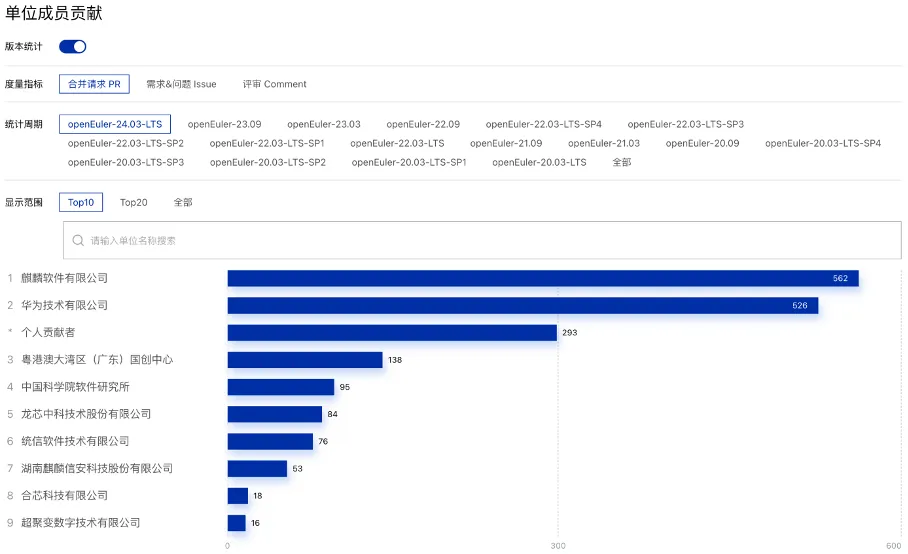 单位成员贡献
版本统计
度量指标 合并请求 PR 需求&问题 Issue 评审 Comment
统计周期 openEuler-24.03-LTS openEuler-23.09 openEuler-23.03 openEuler-22.09 openEuler-22.03-LTS-SP4 openEuler-22.03-LTS-SP3
openEuler-22.03-LTS-SP2 openEuler-22.03-LTS-SP1 openEuler-22.03-LTS openEuler-21.09 openEuler-21.03 openEuler-20.09 openEuler-20.03-LTS-SP4
openEuler-20.03-LTS-SP3 openEuler-20.03-LTS-SP2 openEuler-20.03-LTS-SP1 openEuler-20.03-LTS 全部
显示范围 Top10 Top20 全部
请输入单位名称搜索
1 麒麟软件有限公司 562
2 华为技术有限公司 526
* 个人贡献者 293
3 粤港澳大湾区（广东）国创中心 138
4 中国科学院软件研究所 95
5 龙芯中科技术股份有限公司 84
6 统信软件技术有限公司 76
7 湖南麒麟信安科技股份有限公司 53
8 合芯科技有限公司 18
9 超聚变数字技术有限公司 16
0 300 600